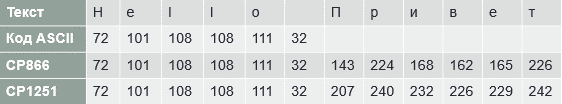 Текст H e l l o П р и в е т
Код ASCII 72 101 108 108 111 32
CP866 72 101 108 108 111 32 143 224 168 162 165 226
CP1251 72 101 108 108 111 32 207 240 232 226 229 242